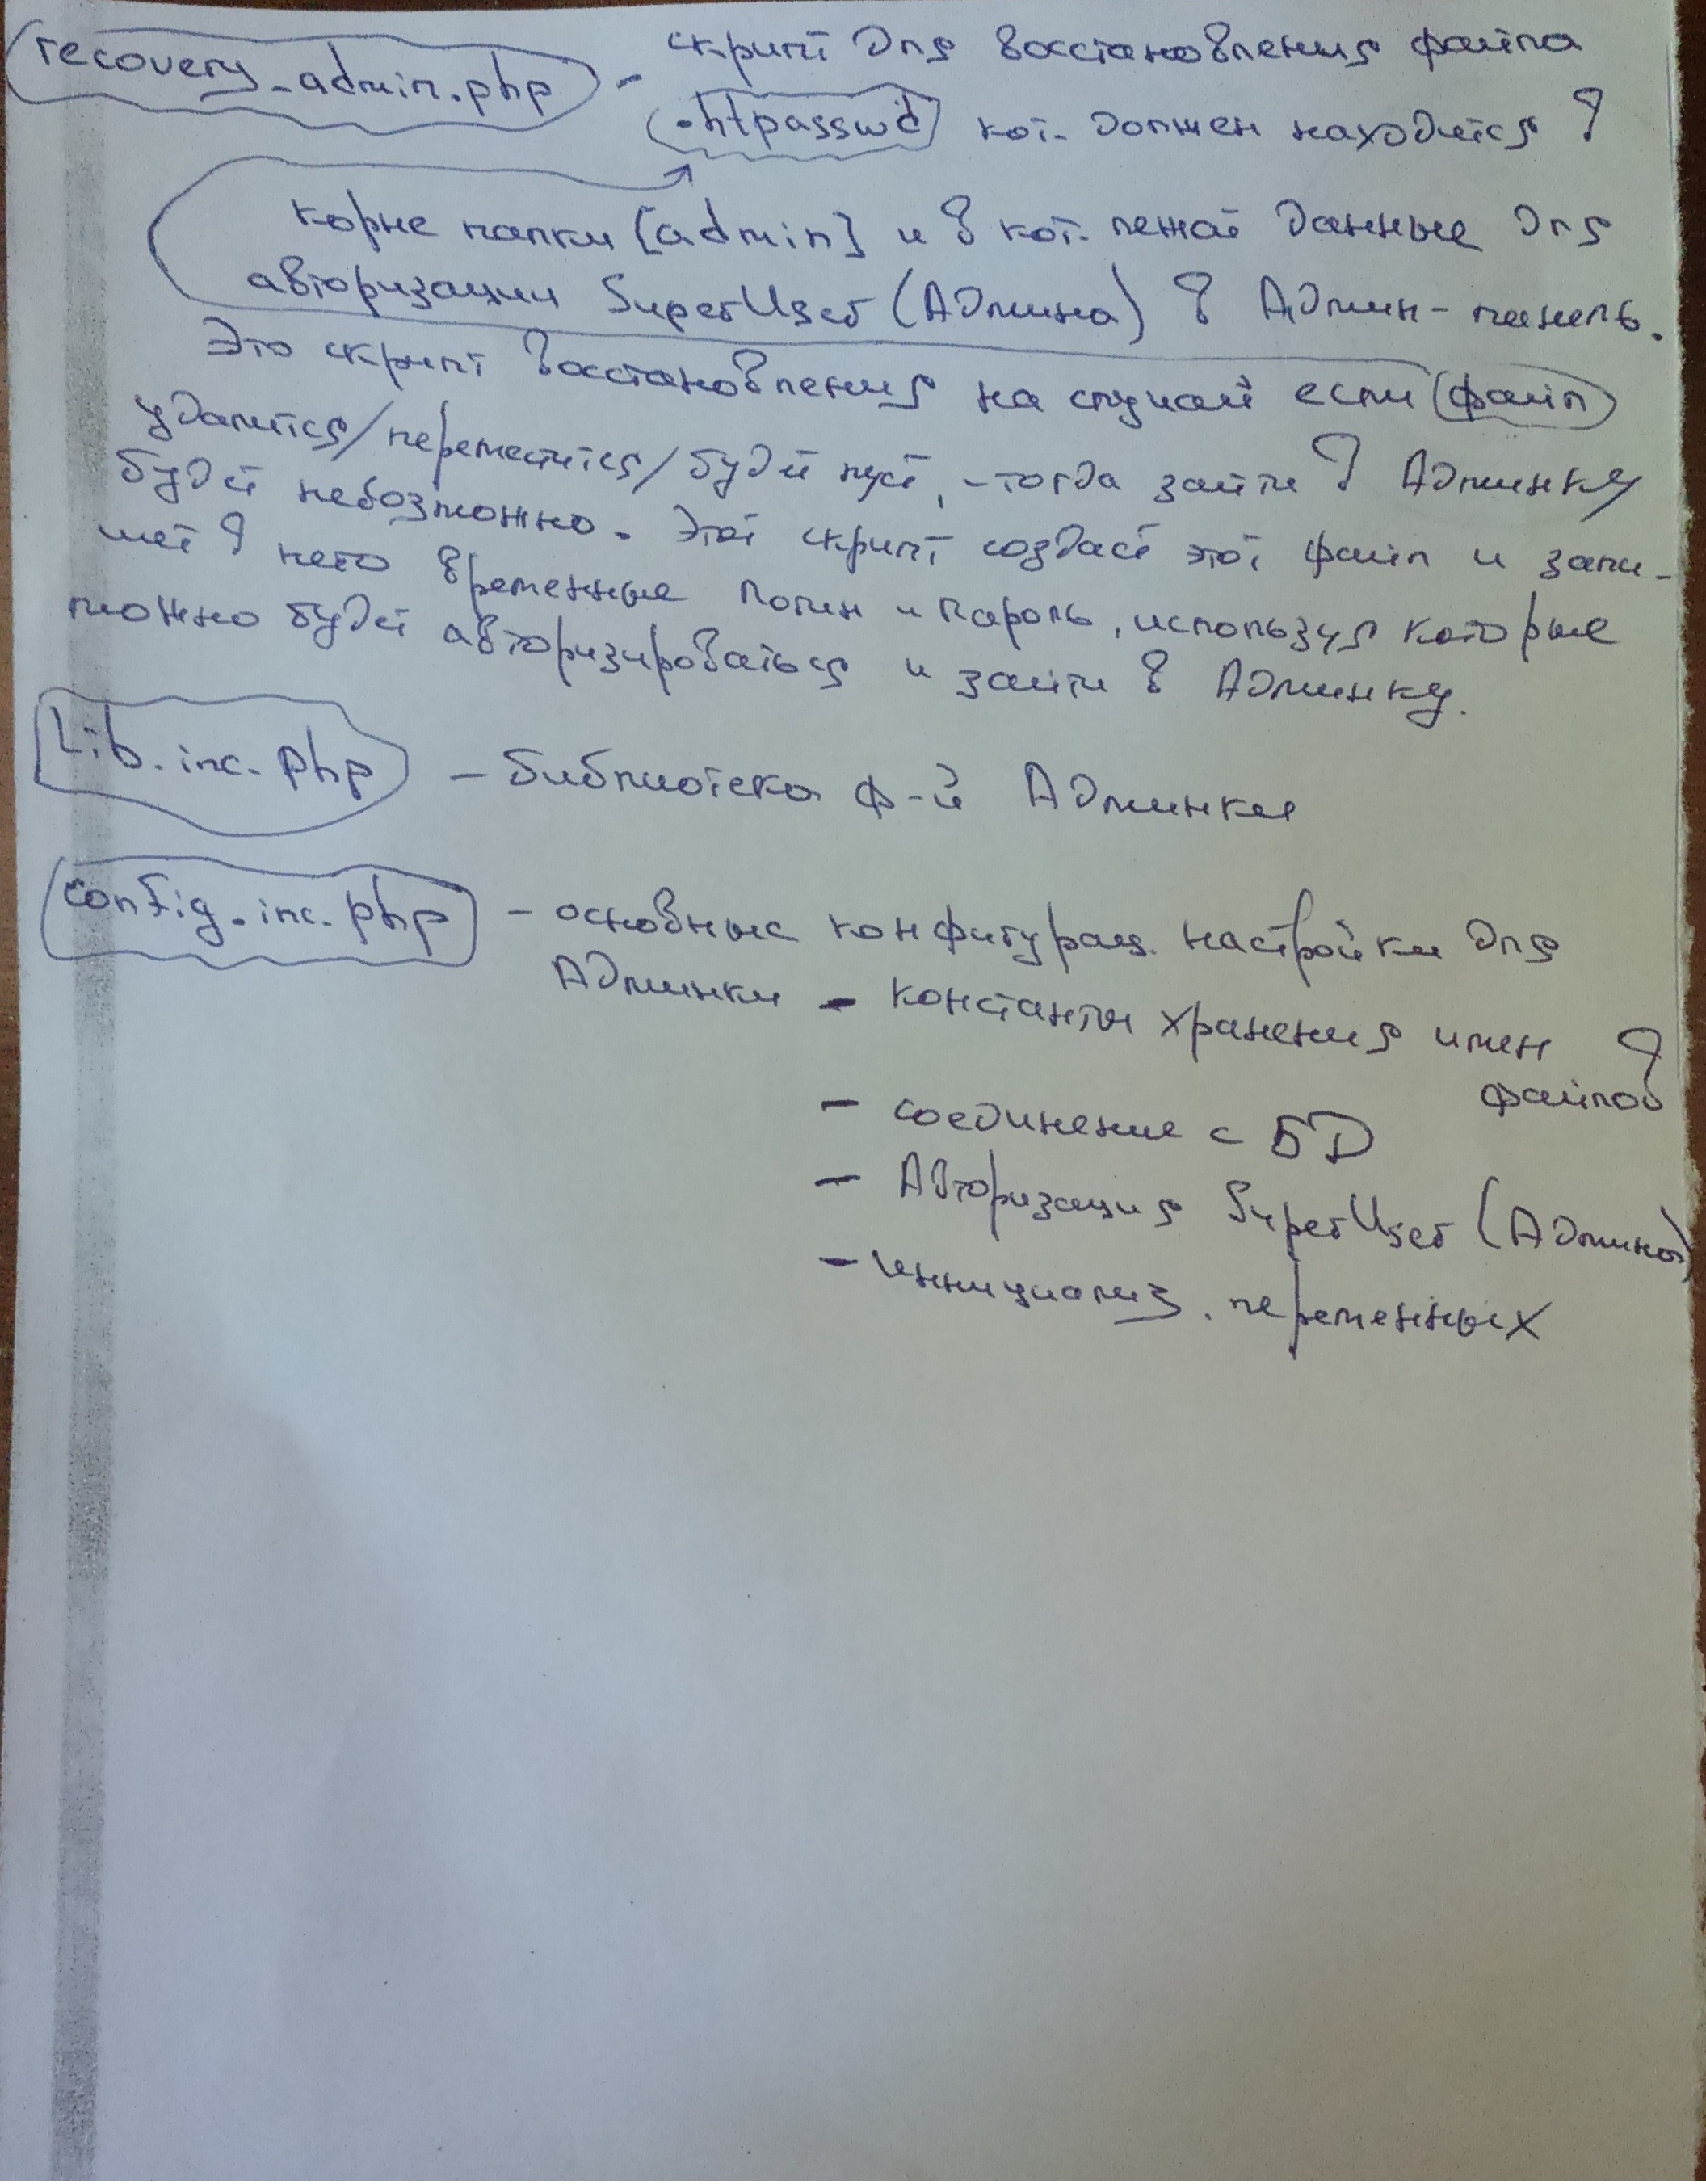 recovery_admin.php - скрипт для восстановления файла
.htpasswd кот. должен находится в
корне папки [admin] и в кот. лежат данные для
авторизации SuperUser (Админа) в Админ-панель.
Это скрипт восстановления на случай если файл
удалится/переместится/будет пуст, - тогда зайти в Админку
будет невозможно. Этот скрипт создаст этот файл и запи-
шет в него временные логин и пароль, используя которые
можно будет авторизироваться и зайти в Админку.
Lib.inc.php - библиотека ф-й Админки
config.inc.php - основные конфигурац. настройки для
Админки - константы хранения имен в
файлов
- соединение с БД
- Авторизация SuperUser (Админа)
- инициализ. переменных